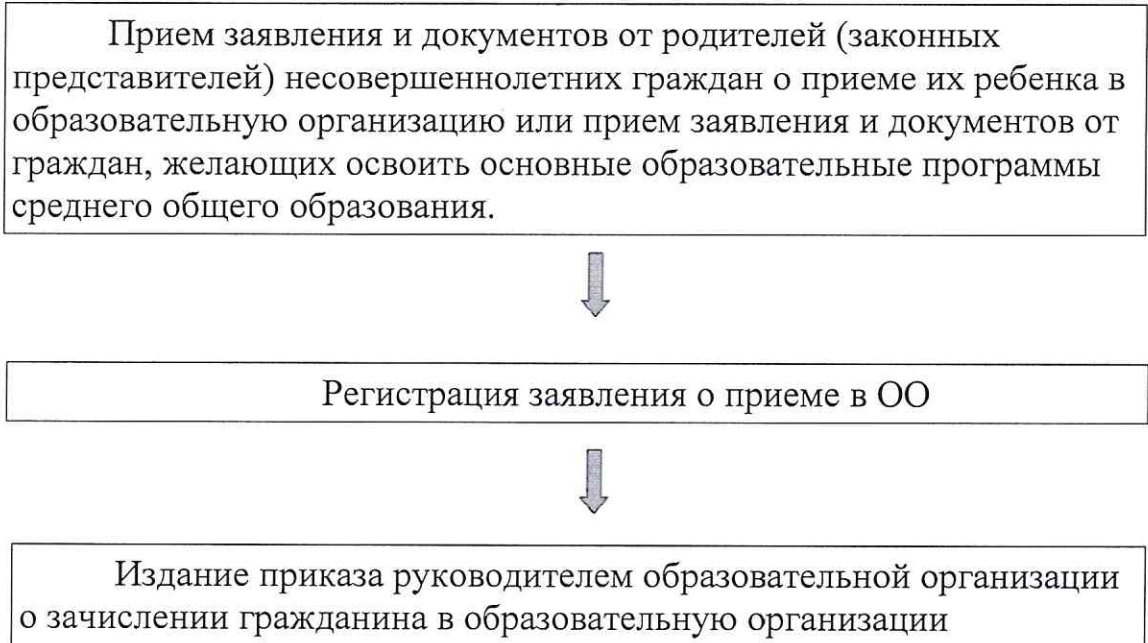 Прием заявления и документов от родителей (законных
представителей) несовершеннолетних граждан о приеме их ребенка в
образовательную организацию или прием заявления и документов от
граждан, желающих освоить основные образовательные программы
среднего общего образования.
Регистрация заявления о приеме в ОО
Издание приказа руководителем образовательной организации
о зачислении гражданина в образовательную организации